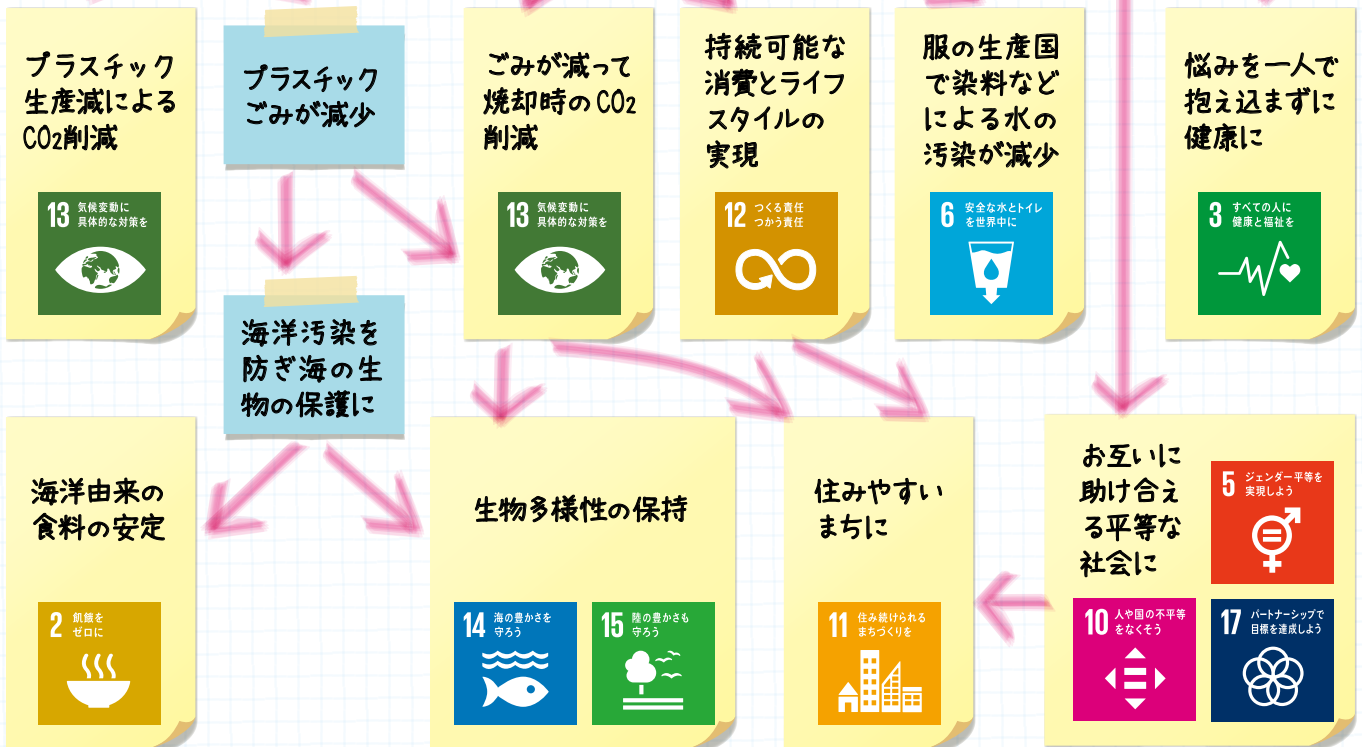 プラスチック
生産減による
CO2削減
13 気候変動に
具体的な対策を
プラスチック
ごみが減少
ごみが減って
焼却時のCO2
削減
13 気候変動に
具体的な対策を
持続可能な
消費とライフ
スタイルの
実現
12 つくる責任
つかう責任
服の生産国
で染料など
による水の
汚染が減少
6 安全な水とトイレ
を世界中に
悩みを一人で
抱え込まずに
健康に
3 すべての人に
健康と福祉を
海洋汚染を
防ぎ海の生
物の保護に
海洋由来の
食料の安定
2 飢餓を
ゼロに
生物多様性の保持
14 海の豊かさを
守ろう
15 陸の豊かさも
守ろう
住みやすい
まちに
11 住み続けられる
まちづくりを
お互いに
助け合え
る平等な
社会に
5 ジェンダー平等を
実現しよう
10 人や国の不平等
をなくそう
17 パートナーシップで
目標を達成しよう